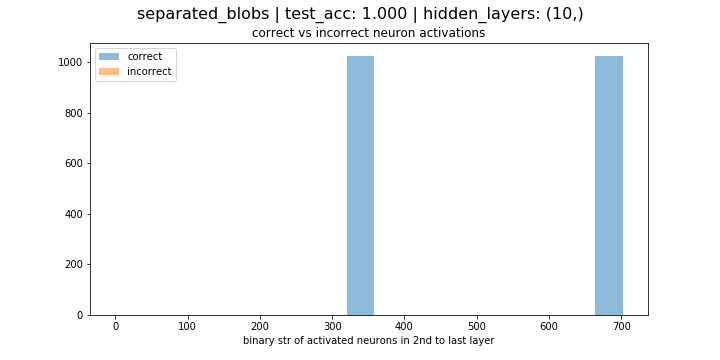 separated_blobs | test_acc: 1.000 | hidden_layers: (10,)
correct vs incorrect neuron activations
correct
incorrect
1000
800
600
400
200
0
0 100 200 300 400 500 600 700
binary str of activated neurons in 2nd to last layer